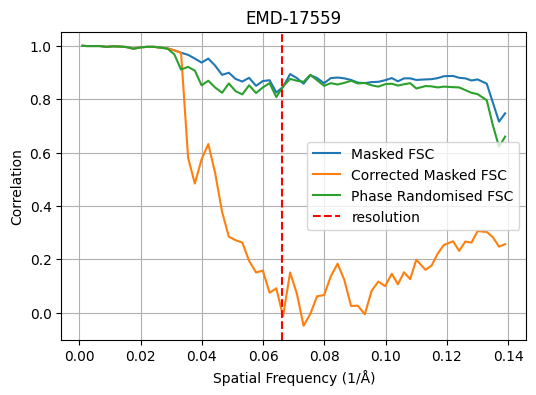 EMD-17559
1.0
0.8
0.6
0.4
0.2
0.0
Correlation
Masked FSC
Corrected Masked FSC
Phase Randomised FSC
resolution
0.00 0.02 0.04 0.06 0.08 0.10 0.12 0.14
Spatial Frequency (1/Å)